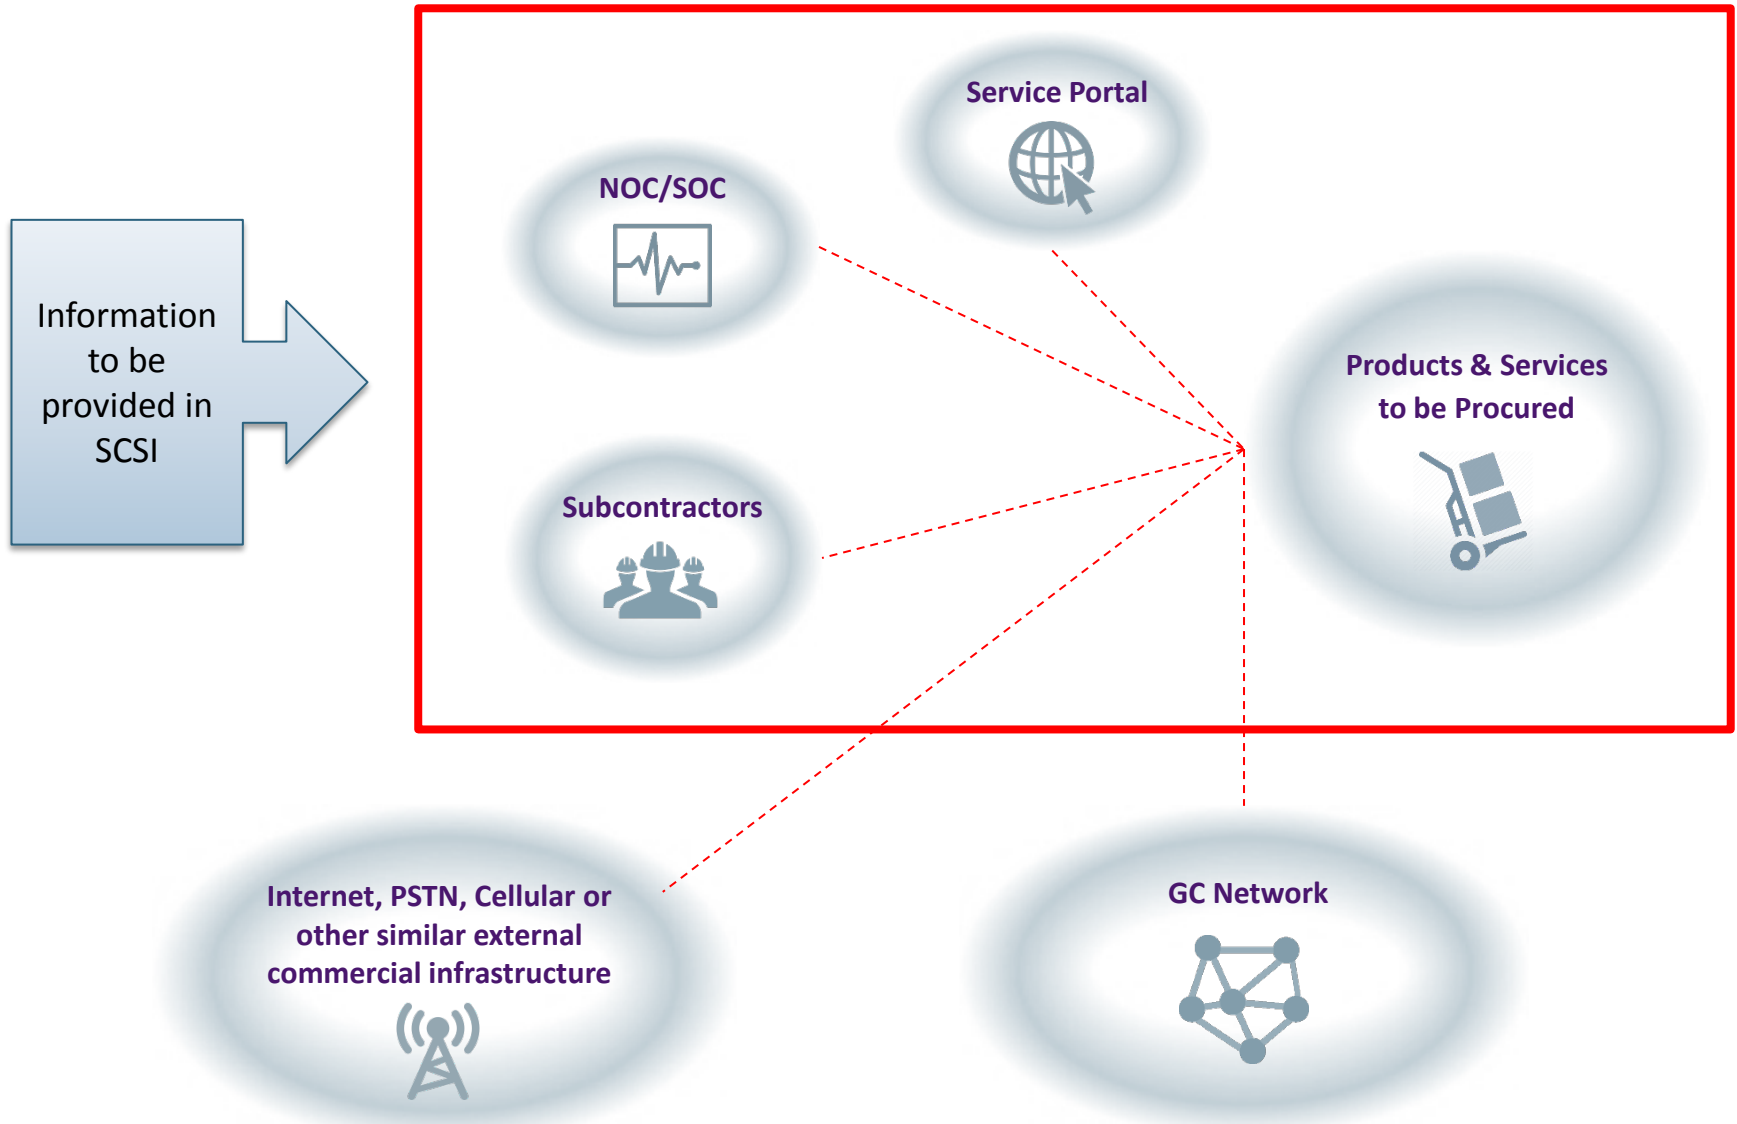 Information
to be
provided in
SCSI
Service Portal
NOC/SOC
Products & Services
to be Procured
Subcontractors
Internet, PSTN, Cellular or
other similar external
commercial infrastructure
GC Network